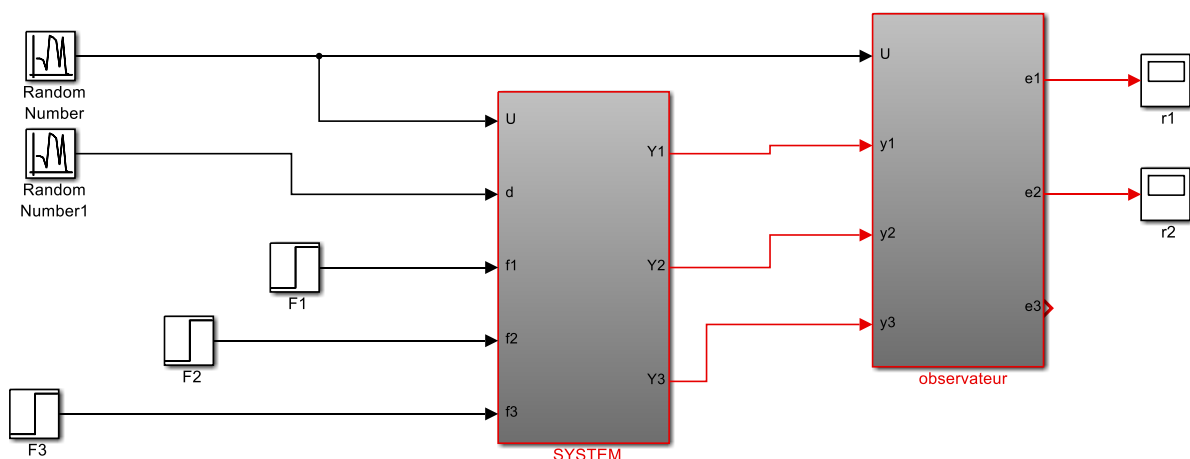 Random
Number
Random
Number1
F1
F2
F3
U
d
f1
f2
f3
Y1
Y2
Y3
SYSTEM
U
y1
y2
y3
e1
e2
e3
observateur
r1
r2